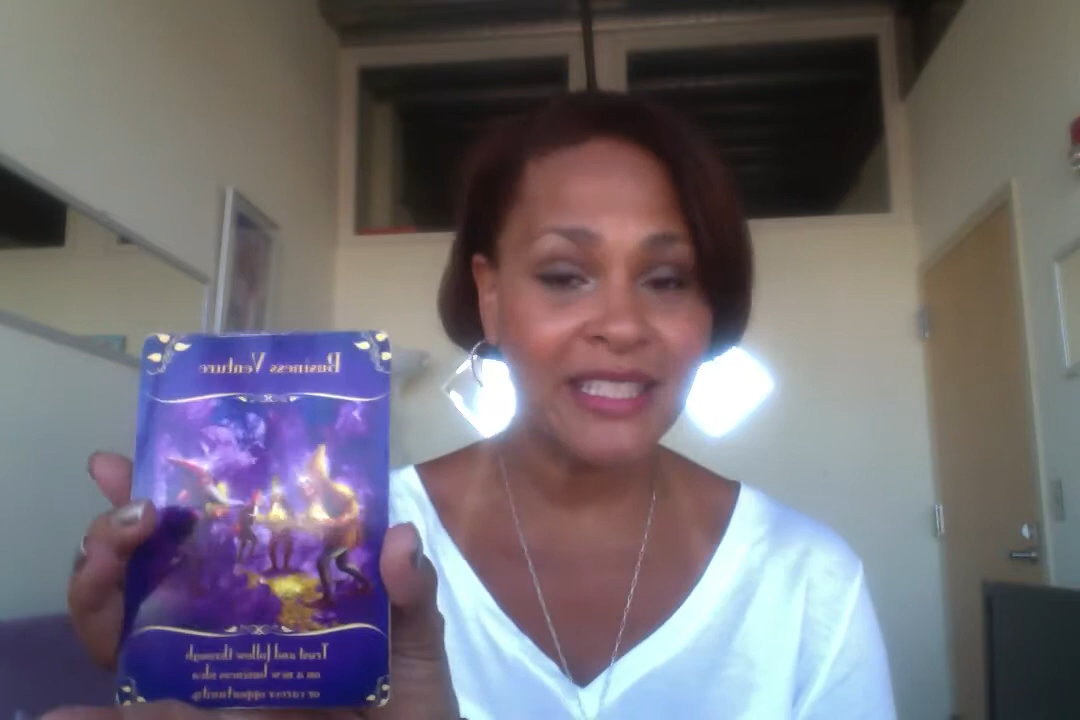 Business Venture
Trust and follow through
on a new business idea
or career opportunity.